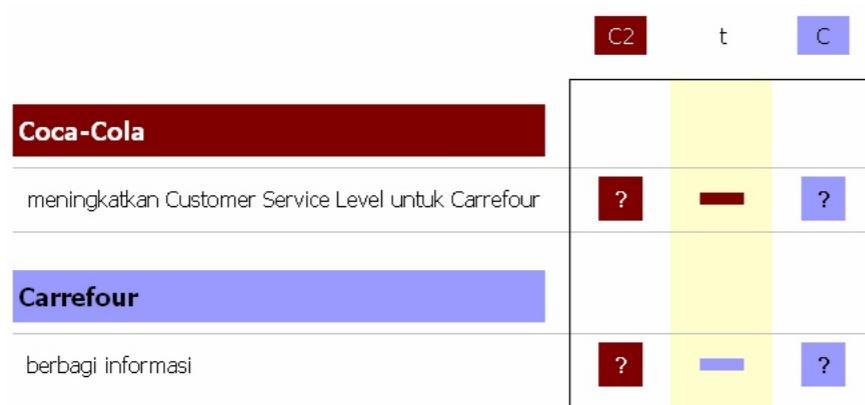 C2 t C
Coca-Cola
meningkatkan Customer Service Level untuk Carrefour ? ?
Carrefour
berbagi informasi ? ?